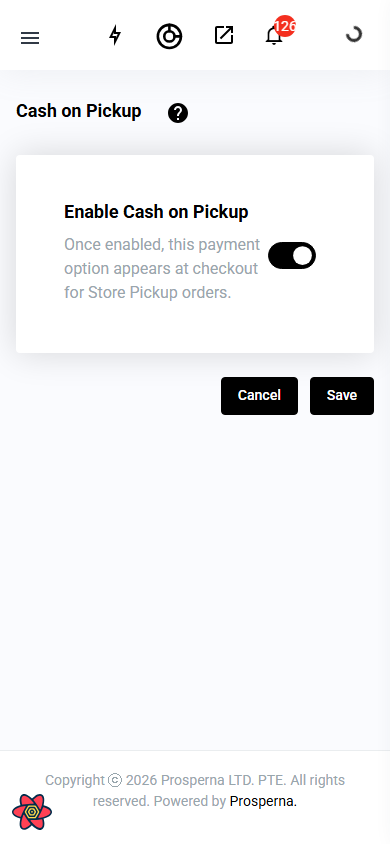 126
Cash on Pickup
Enable Cash on Pickup
Once enabled, this payment
option appears at checkout
for Store Pickup orders.
Cancel
Save
Copyright © 2026 Prosperna LTD. PTE. All rights
reserved. Powered by Prosperna.